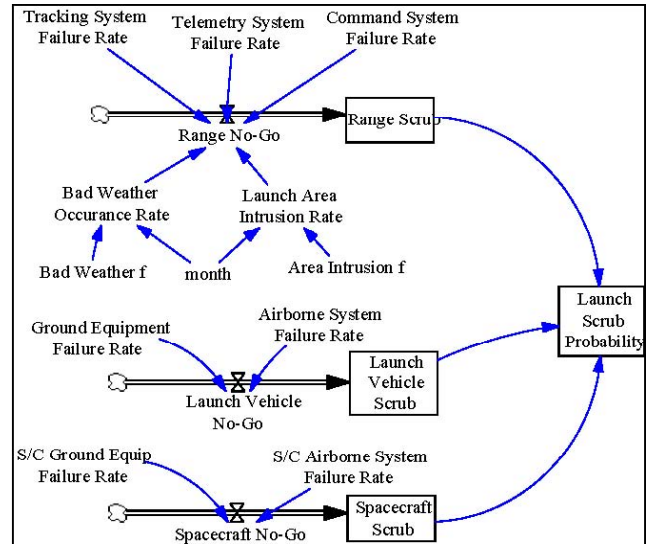 Tracking System
Failure Rate
Telemetry System
Failure Rate
Command System
Failure Rate
Range No-Go
Range Scrub
Bad Weather
Occurance Rate
Launch Area
Intrusion Rate
Bad Weather f
month
Area Intrusion f
Launch
Scrub
Probability
Ground Equipment
Failure Rate
Airborne System
Failure Rate
Launch Vehicle
No-Go
Launch
Vehicle
Scrub
S/C Ground Equip
Failure Rate
S/C Airborne System
Failure Rate
Spacecraft No-Go
Spacecraft
Scrub